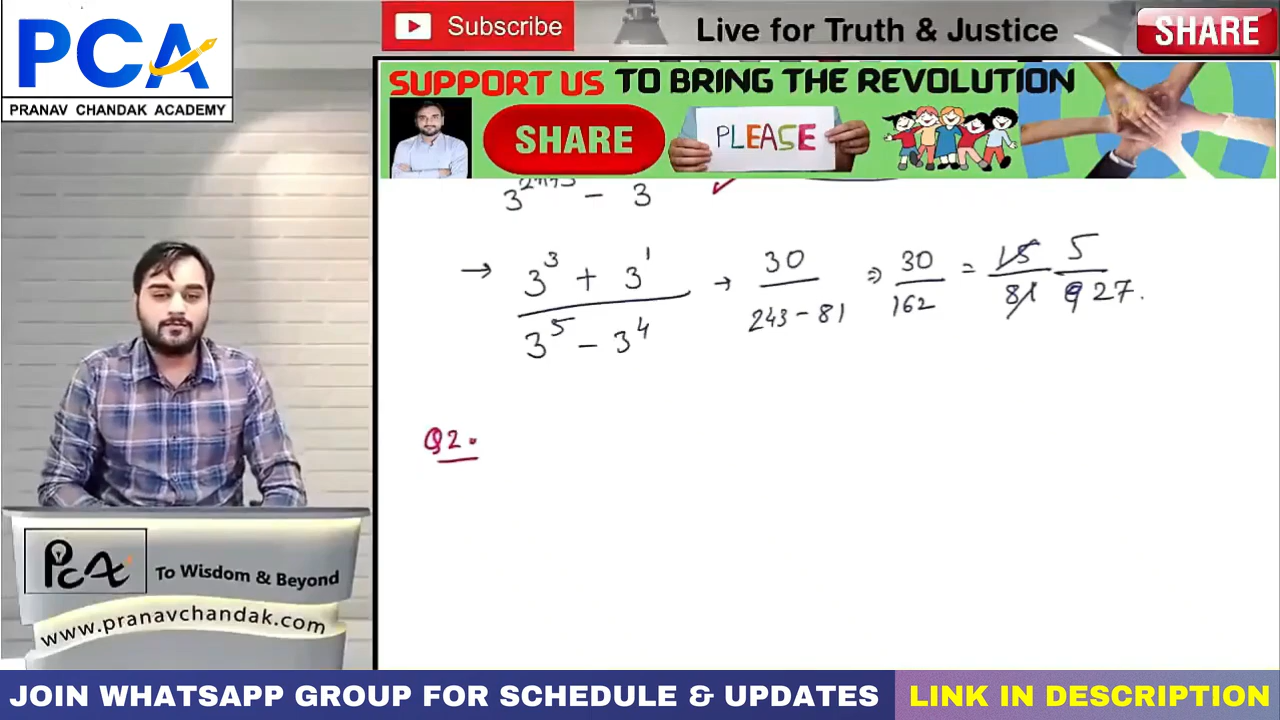 PCA
PRANAV CHANDAK ACADEMY
Subscribe
Live for Truth & Justice
SHARE
SUPPORT US TO BRING THE REVOLUTION
SHARE
PLEASE
- 3 ✓
→ 3³ + 3¹ / 3⁵ - 3⁴ → 30 / 243 - 81 ⇒ 30 / 162 = 15 / 81 5 / 9 27.
Q2.
PCA
To Wisdom & Beyond
www.pranavchandak.com
JOIN WHATSAPP GROUP FOR SCHEDULE & UPDATES
LINK IN DESCRIPTION